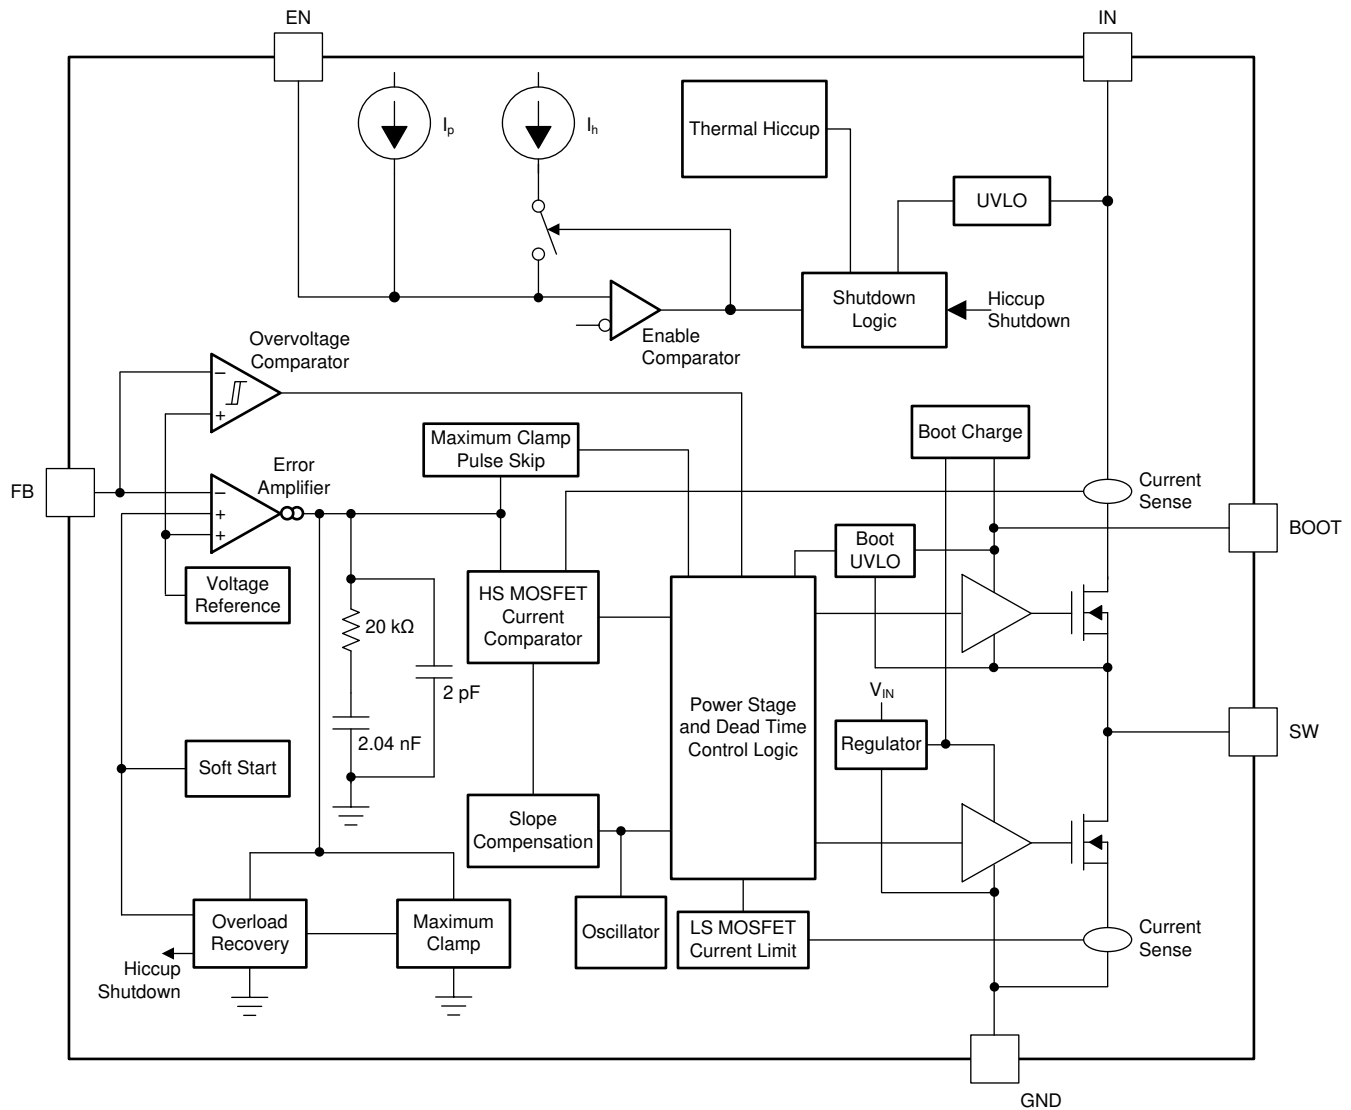 EN
IN
Ip
Ih
Thermal Hiccup
UVLO
Shutdown
Logic
Hiccup
Shutdown
Enable
Comparator
Overvoltage
Comparator
−
+
Maximum Clamp
Pulse Skip
Boot Charge
Current
Sense
FB
Error
Amplifier
−
+
+
BOOT
Boot
UVLO
Voltage
Reference
HS MOSFET
Current
Comparator
20 kΩ
2 pF
2.04 nF
Power Stage
and Dead Time
Control Logic
VIN
Regulator
SW
Soft Start
Slope
Compensation
Overload
Recovery
Maximum
Clamp
Oscillator
LS MOSFET
Current Limit
Current
Sense
Hiccup
Shutdown
GND